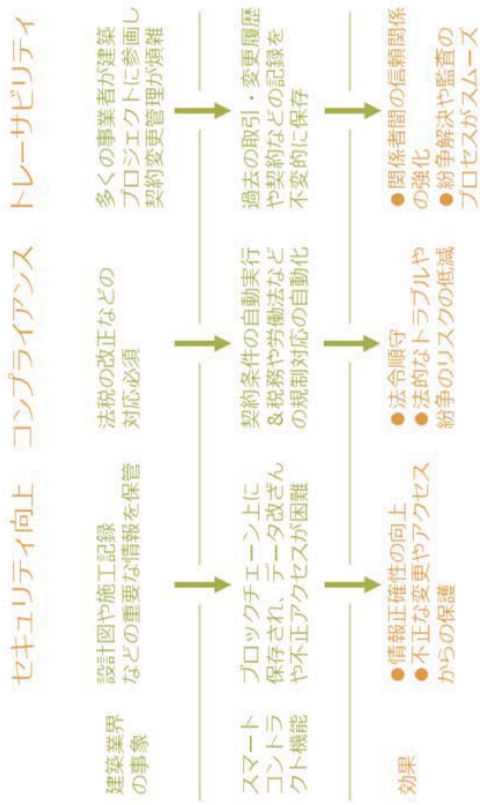 セキュリティ向上
コンプライアンス
トレーサビリティ
建築業界
の事象
設計図や施工記録
などの重要な情報を保管
法税の改正などの
対応必須
多くの事業者が建築
プロジェクトに参画し
契約変更管理が煩雑
スマート
コントラ
クト機能
ブロックチェーン上に
保存され、データ改ざん
や不正アクセスが困難
契約条件の自動実行
&税務や労働法など
の規制対応の自動化
過去の取引・変更履歴
や契約などの記録を
不変的に保存
効果
●情報正確性の向上
●不正な変更やアクセス
からの保護
●法令順守
●法的なトラブルや
紛争のリスクの低減
●関係者間の信頼関係
の強化
●紛争解決や監査の
プロセスがスムーズ